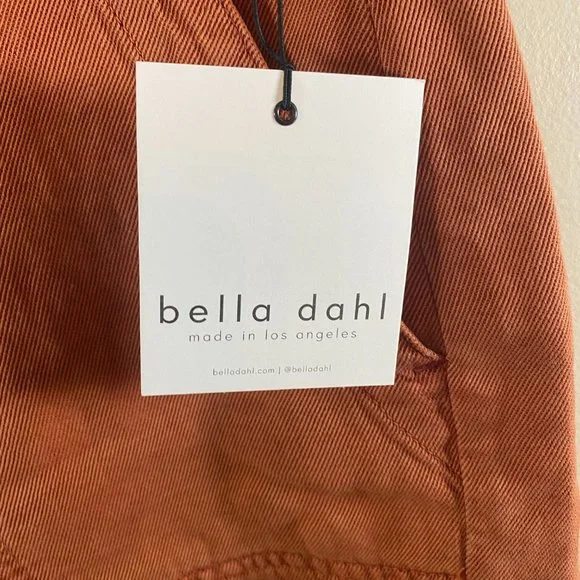 bella dahl
made in los angeles
belladahl.com | @belladahl